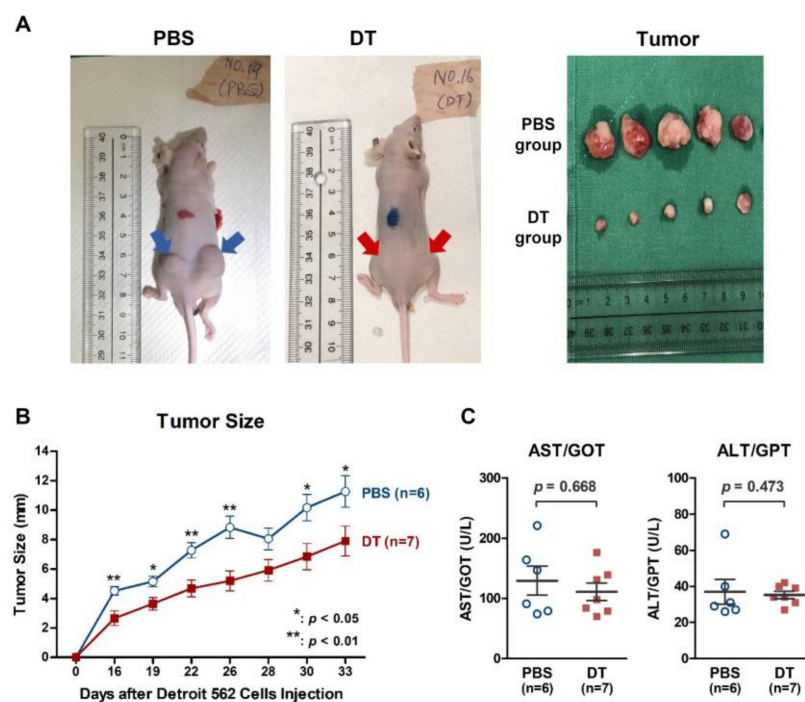 A
PBS
DT
Tumor
NO.19
(PBS)
NO.16
(DT)
PBS
group
DT
group
B
Tumor Size
Tumor Size (mm)
14
12
10
8
6
4
2
0
** * ** ** * *
PBS (n=6)
DT (n=7)
*: p < 0.05
**: p < 0.01
0 16 19 22 26 28 30 33
Days after Detroit 562 Cells Injection
C
AST/GOT
p = 0.668
AST/GOT (U/L)
300
200
100
0
PBS DT
(n=6) (n=7)
ALT/GPT
p = 0.473
ALT/GPT (U/L)
100
80
60
40
20
0
PBS DT
(n=6) (n=7)